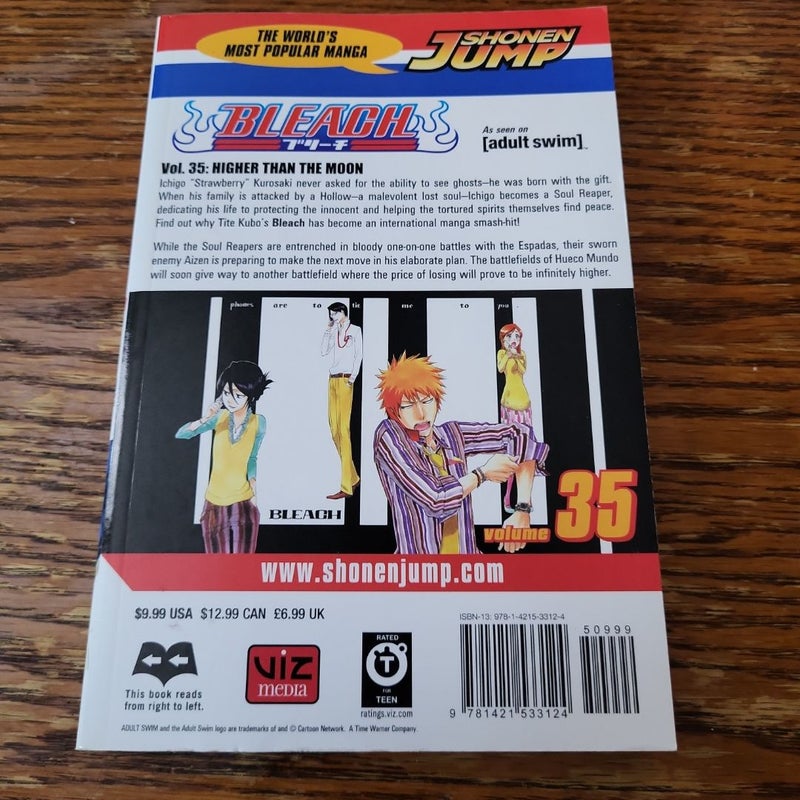 THE WORLD'S
MOST POPULAR MANGA
SHONEN
JUMP
BLEACH
ブリーチ
As seen on
[adult swim]™
Vol. 35: HIGHER THAN THE MOON
Ichigo "Strawberry" Kurosaki never asked for the ability to see ghosts—he was born with the gift.
When his family is attacked by a Hollow—a malevolent lost soul—Ichigo becomes a Soul Reaper,
dedicating his life to protecting the innocent and helping the tortured spirits themselves find peace.
Find out why Tite Kubo's Bleach has become an international manga smash-hit!
While the Soul Reapers are entrenched in bloody one-on-one battles with the Espadas, their sworn
enemy Aizen is preparing to make the next move in his elaborate plan. The battlefields of Hueco Mundo
will soon give way to another battlefield where the price of losing will prove to be infinitely higher.
phones are to tie me to you
BLEACH
volume 35
www.shonenjump.com
$9.99 USA $12.99 CAN £6.99 UK
ISBN-13: 978-1-4215-3312-4
50999
9 781421 533124
This book reads
from right to left.
VIZ
media
RATED
T
FOR
TEEN
ratings.viz.com
ADULT SWIM and the Adult Swim logo are trademarks of and © Cartoon Network. A Time Warner Company.